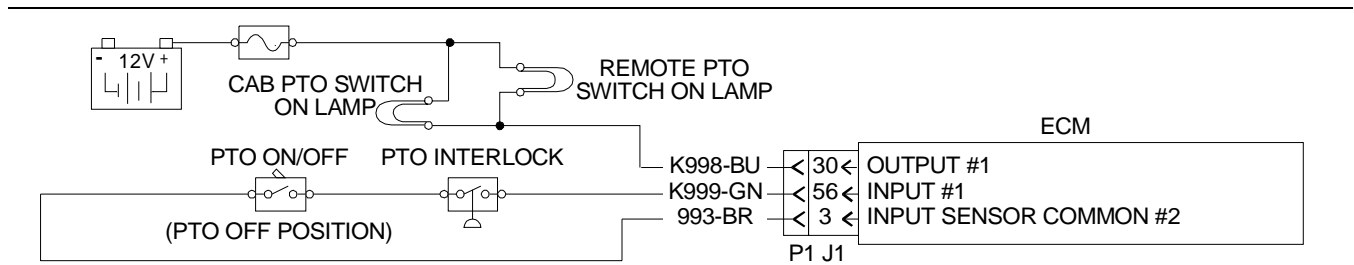 - 12V +
CAB PTO SWITCH
ON LAMP
REMOTE PTO
SWITCH ON LAMP
ECM
PTO ON/OFF
PTO INTERLOCK
K998-BU 30 OUTPUT #1
K999-GN 56 INPUT #1
993-BR 3 INPUT SENSOR COMMON #2
(PTO OFF POSITION)
P1 J1